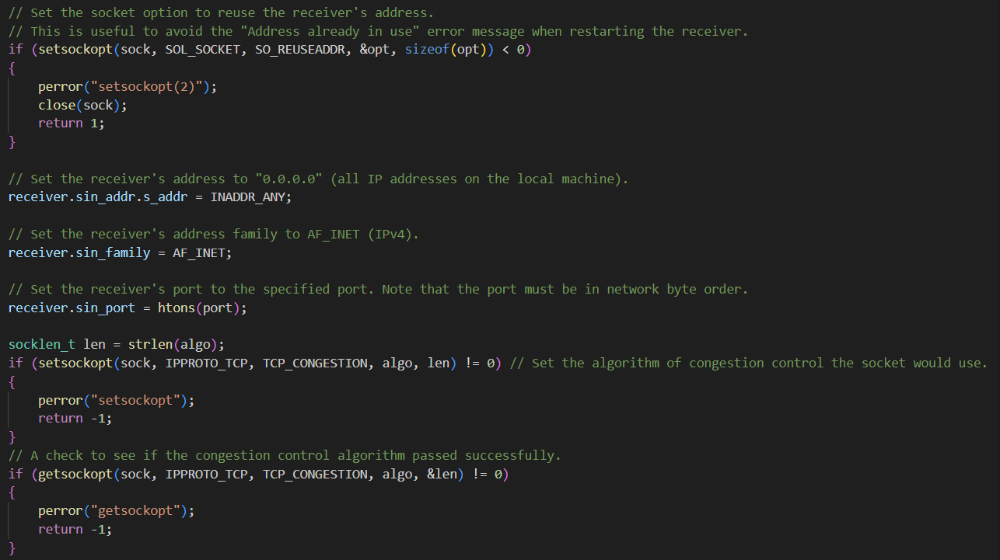 // Set the socket option to reuse the receiver's address.
// This is useful to avoid the "Address already in use" error message when restarting the receiver.
if (setsockopt(sock, SOL_SOCKET, SO_REUSEADDR, &opt, sizeof(opt)) < 0)
{
    perror("setsockopt(2)");
    close(sock);
    return 1;
}

// Set the receiver's address to "0.0.0.0" (all IP addresses on the local machine).
receiver.sin_addr.s_addr = INADDR_ANY;

// Set the receiver's address family to AF_INET (IPv4).
receiver.sin_family = AF_INET;

// Set the receiver's port to the specified port. Note that the port must be in network byte order.
receiver.sin_port = htons(port);

socklen_t len = strlen(algo);
if (setsockopt(sock, IPPROTO_TCP, TCP_CONGESTION, algo, len) != 0) // Set the algorithm of congestion control the socket would use.
{
    perror("setsockopt");
    return -1;
}
// A check to see if the congestion control algorithm passed successfully.
if (getsockopt(sock, IPPROTO_TCP, TCP_CONGESTION, algo, &len) != 0)
{
    perror("getsockopt");
    return -1;
}